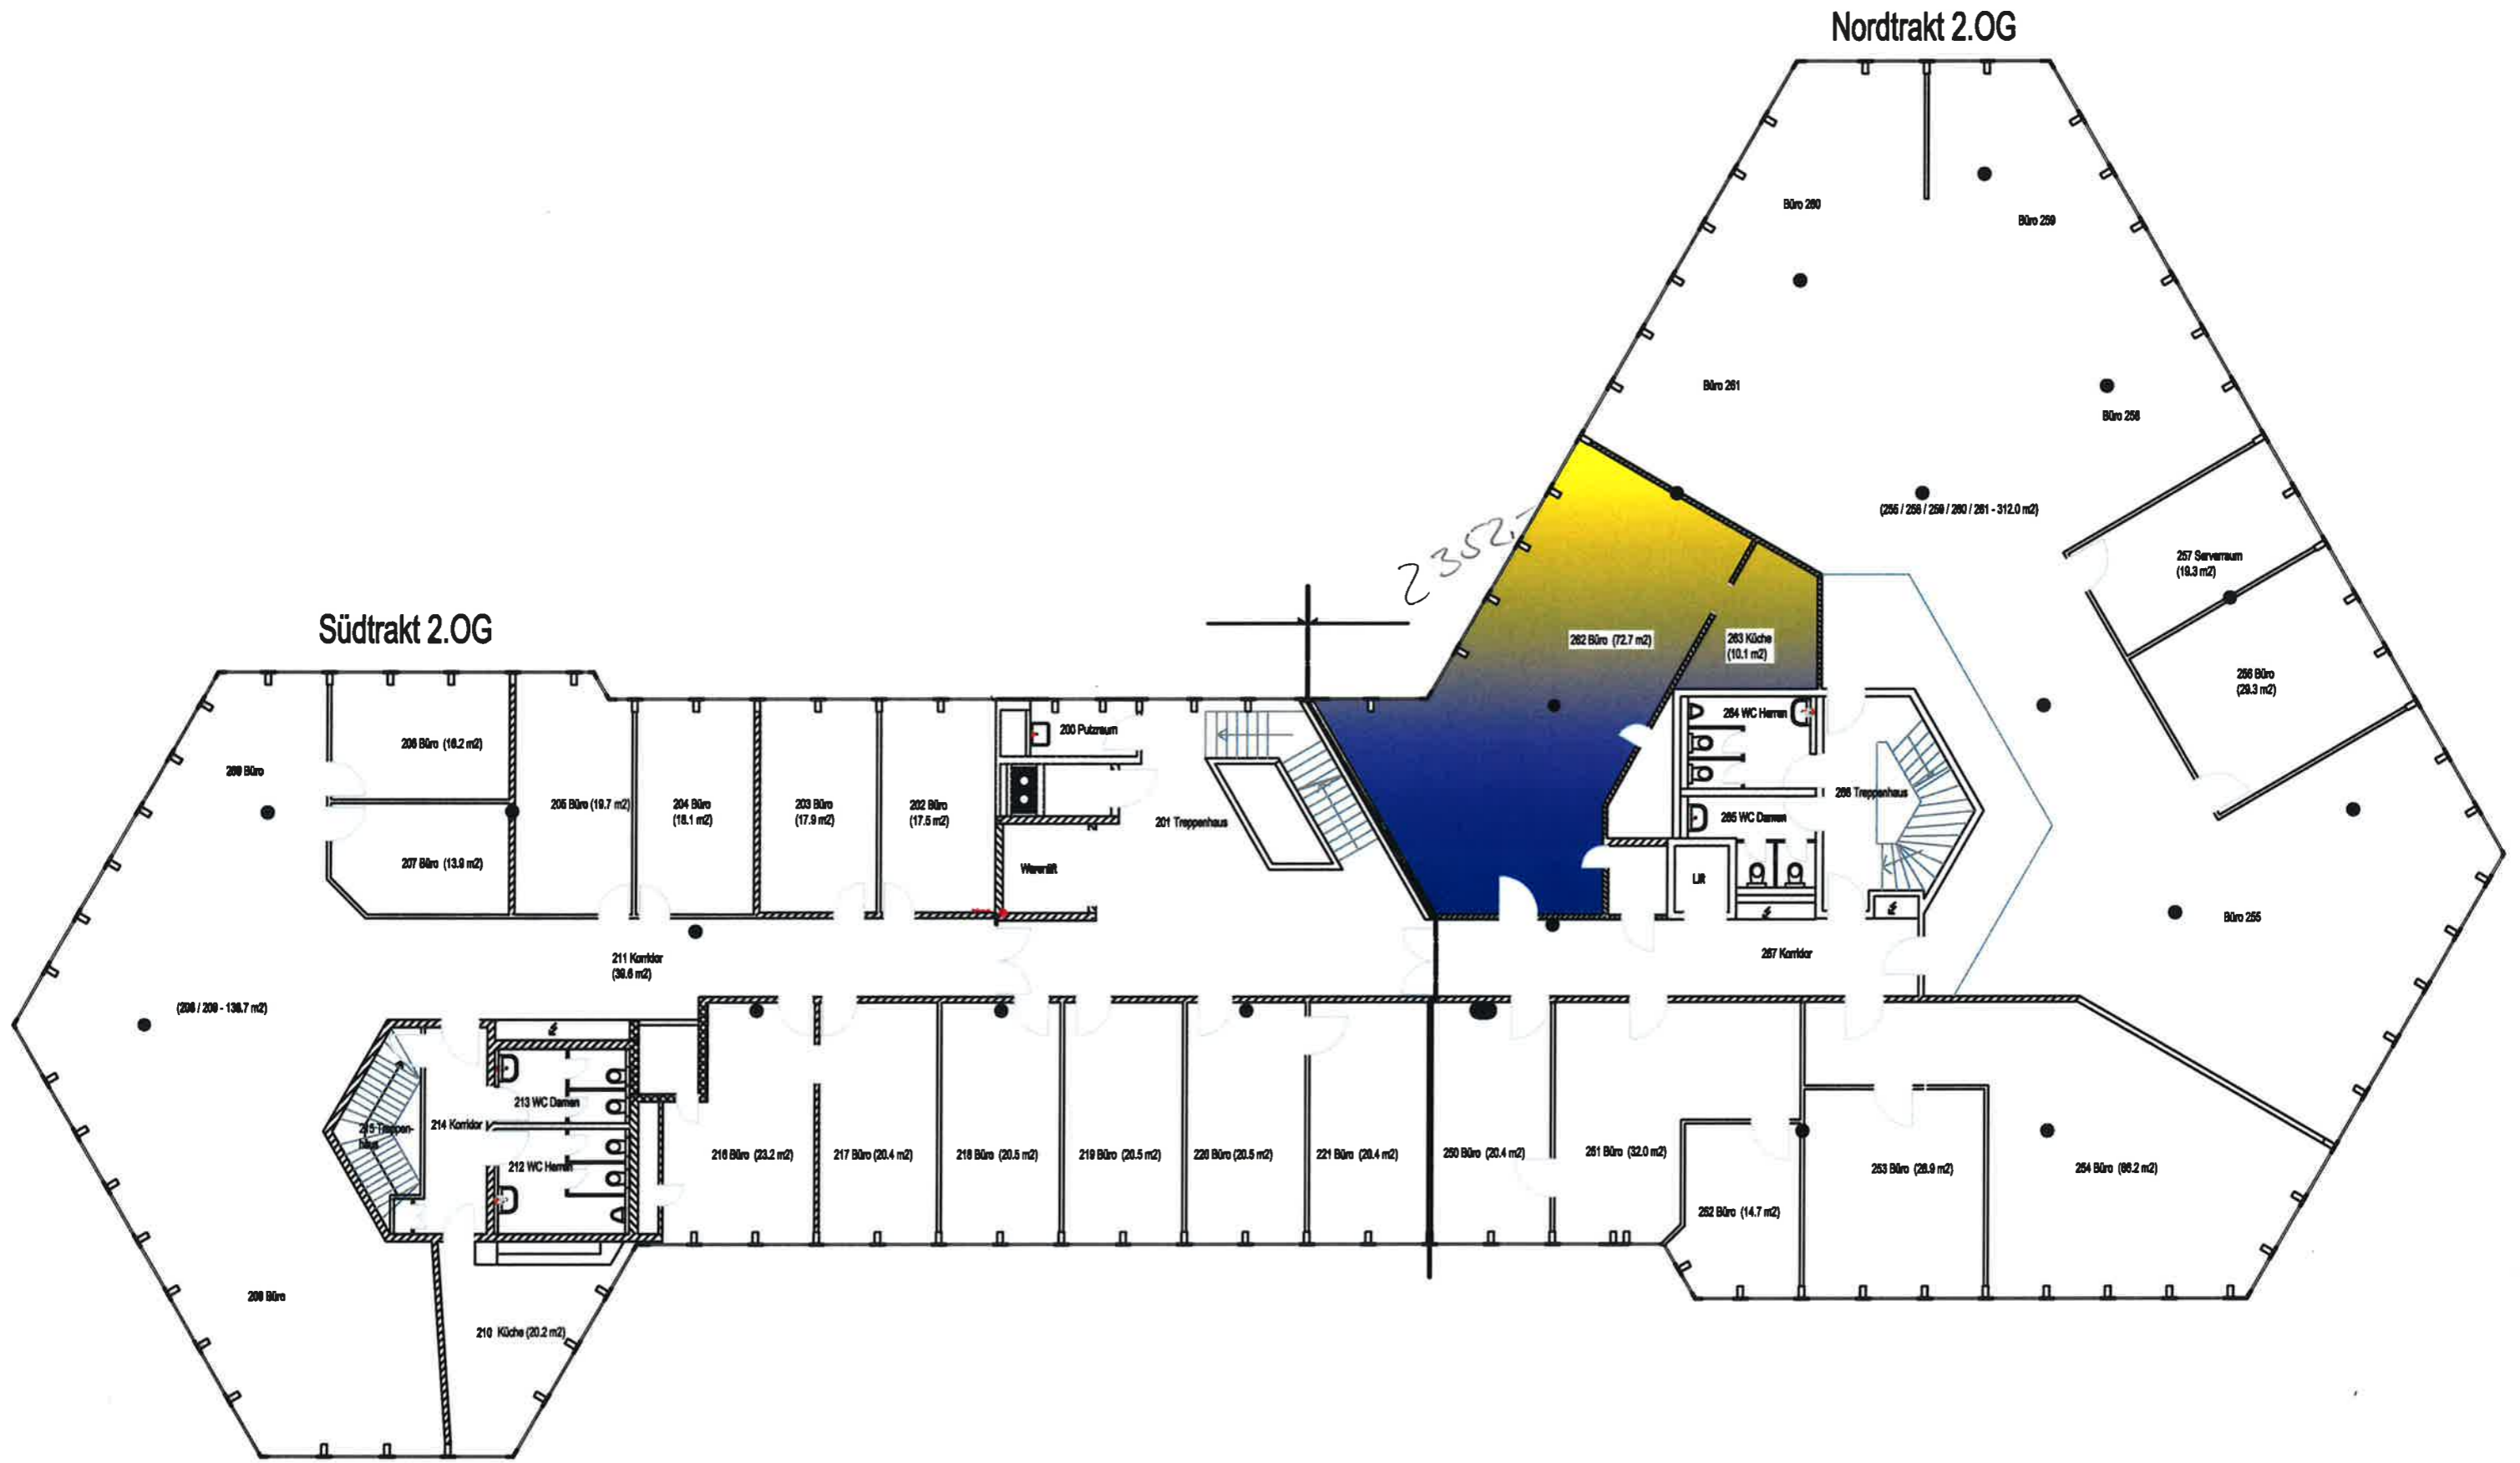 Nordtrakt 2.OG
Büro 260
Büro 259
Büro 261
Büro 258
(255 / 258 / 259 / 260 / 261 - 312.0 m2)
2352.-
257 Serverraum
(19.3 m2)
Südtrakt 2.OG
262 Büro (72.7 m2)
263 Küche
(10.1 m2)
256 Büro
(29.3 m2)
264 WC Herren
200 Putzraum
206 Büro (16.2 m2)
209 Büro
205 Büro (19.7 m2)
204 Büro
(18.1 m2)
203 Büro
(17.9 m2)
202 Büro
(17.5 m2)
201 Treppenhaus
266 Treppenhaus
265 WC Damen
207 Büro (13.9 m2)
Warenlift
Lift
Büro 255
211 Korridor
(39.6 m2)
267 Korridor
(208 / 209 - 138.7 m2)
213 WC Damen
214 Korridor
215 Treppen-
haus
212 WC Herren
216 Büro (23.2 m2)
217 Büro (20.4 m2)
218 Büro (20.5 m2)
219 Büro (20.5 m2)
220 Büro (20.5 m2)
221 Büro (20.4 m2)
250 Büro (20.4 m2)
251 Büro (32.0 m2)
253 Büro (28.9 m2)
254 Büro (86.2 m2)
252 Büro (14.7 m2)
208 Büro
210 Küche (20.2 m2)